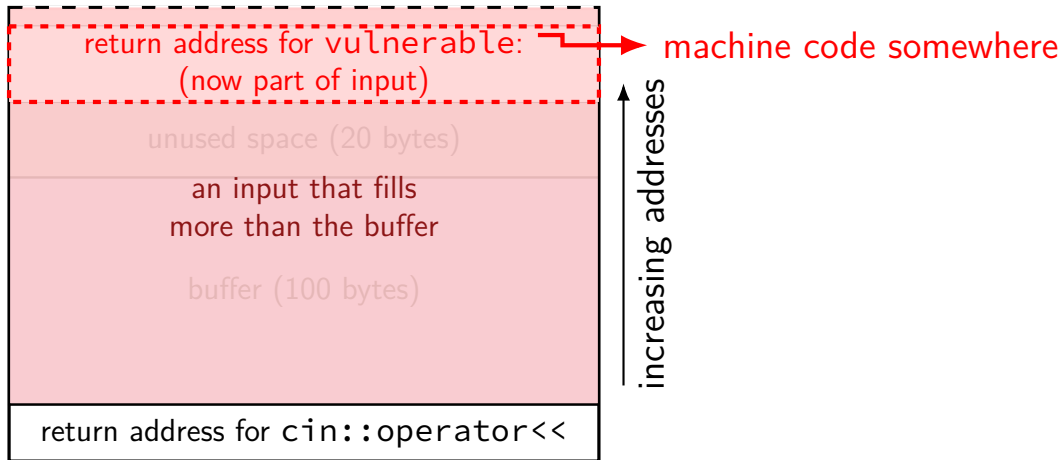 return address for vulnerable:
(now part of input)
machine code somewhere
unused space (20 bytes)
an input that fills
more than the buffer
buffer (100 bytes)
increasing addresses
return address for cin::operator<<